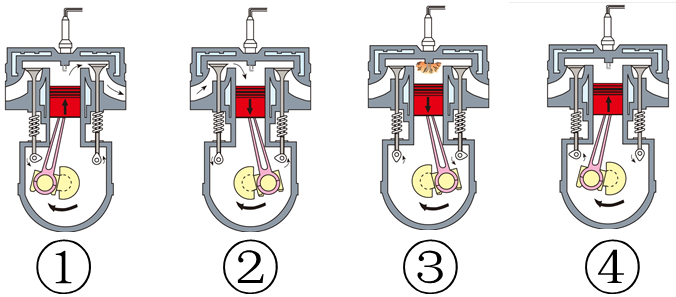 ① ② ③ ④